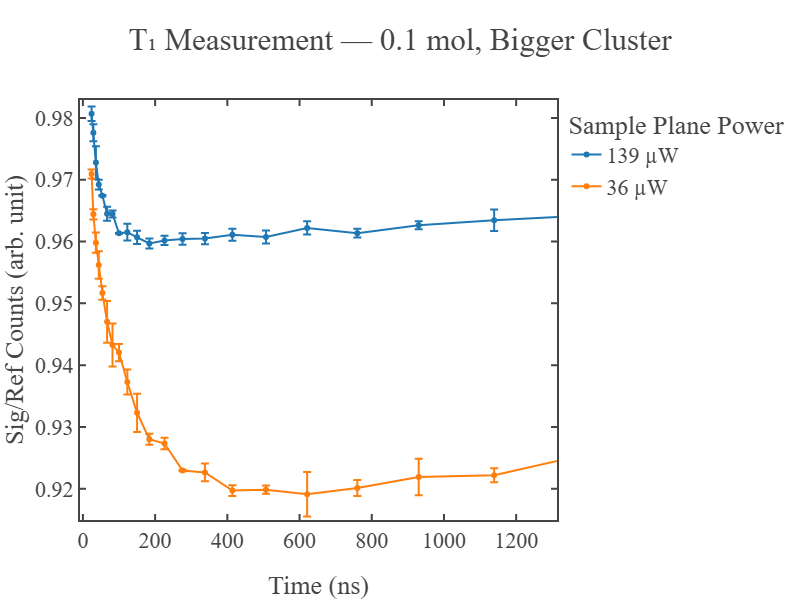 T₁ Measurement — 0.1 mol, Bigger Cluster
Sample Plane Power
139 µW
36 µW
Sig/Ref Counts (arb. unit)
0.98
0.97
0.96
0.95
0.94
0.93
0.92
0 200 400 600 800 1000 1200
Time (ns)